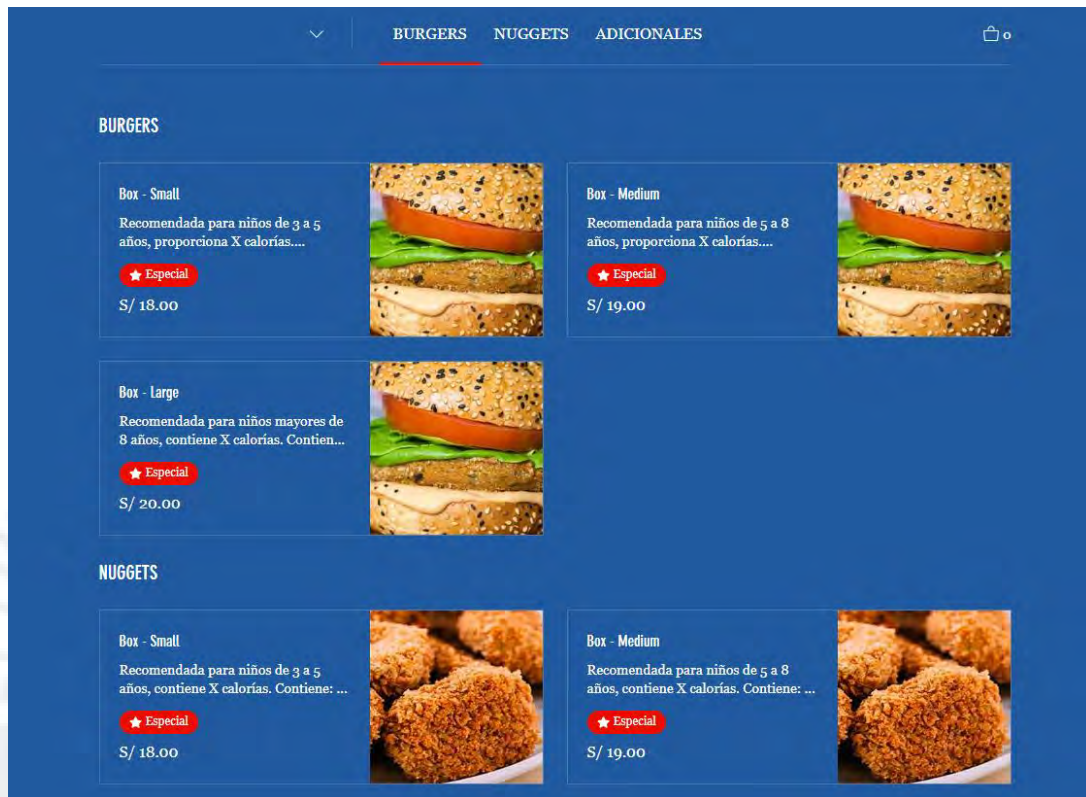 BURGERS NUGGETS ADICIONALES 0
BURGERS
Box - Small
Recomendada para niños de 3 a 5
años, proporciona X calorías....
Especial
S/ 18.00
Box - Medium
Recomendada para niños de 5 a 8
años, proporciona X calorías....
Especial
S/ 19.00
Box - Large
Recomendada para niños mayores de
8 años, contiene X calorías. Contien...
Especial
S/ 20.00
NUGGETS
Box - Small
Recomendada para niños de 3 a 5
años, contiene X calorías. Contiene: ...
Especial
S/ 18.00
Box - Medium
Recomendada para niños de 5 a 8
años, contiene X calorías. Contiene: ...
Especial
S/ 19.00